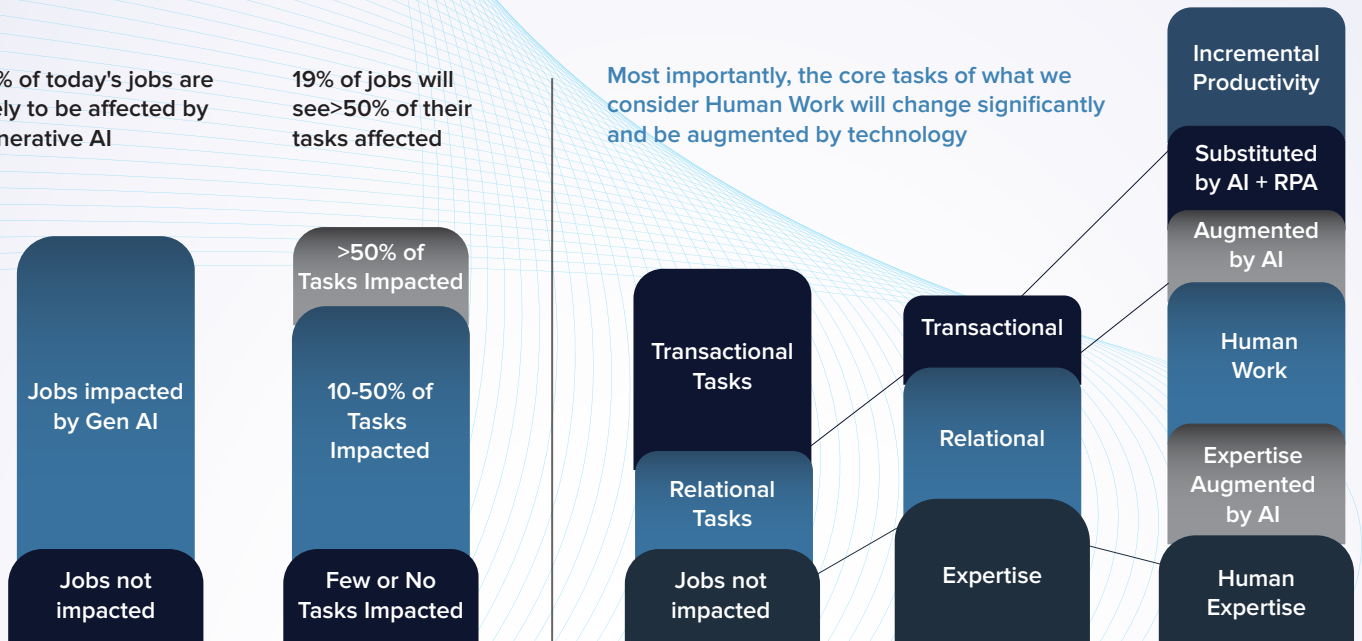 % of today's jobs are
to be affected by
AI
19% of jobs will
see>50% of their
tasks affected
Most importantly, the core tasks of what we
consider Human Work will change significantly
and be augmented by technology
Jobs impacted
by Gen AI
Jobs not
impacted
>50% of
Tasks Impacted
10-50% of
Tasks
Impacted
Few or No
Tasks Impacted
Transactional
Tasks
Relational
Tasks
Jobs not
impacted
Transactional
Relational
Expertise
Incremental
Productivity
Substituted
by AI + RPA
Augmented
by AI
Human
Work
Expertise
Augmented
by AI
Human
Expertise